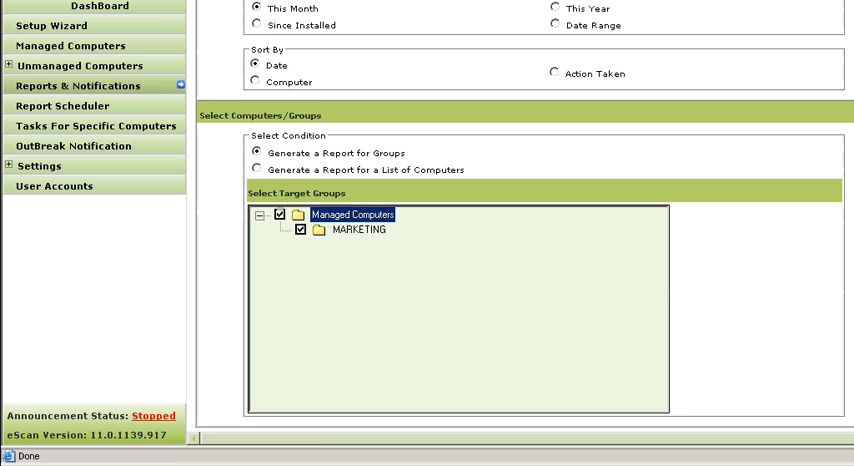 DashBoard
Setup Wizard
Managed Computers
Unmanaged Computers
Reports & Notifications
Report Scheduler
Tasks For Specific Computers
OutBreak Notification
Settings
User Accounts
Announcement Status: Stopped
eScan Version: 11.0.1139.917
This Month
This Year
Since Installed
Date Range
Sort By
Date
Action Taken
Computer
Select Computers/Groups
Select Condition
Generate a Report for Groups
Generate a Report for a List of Computers
Select Target Groups
Managed Computers
MARKETING
Done